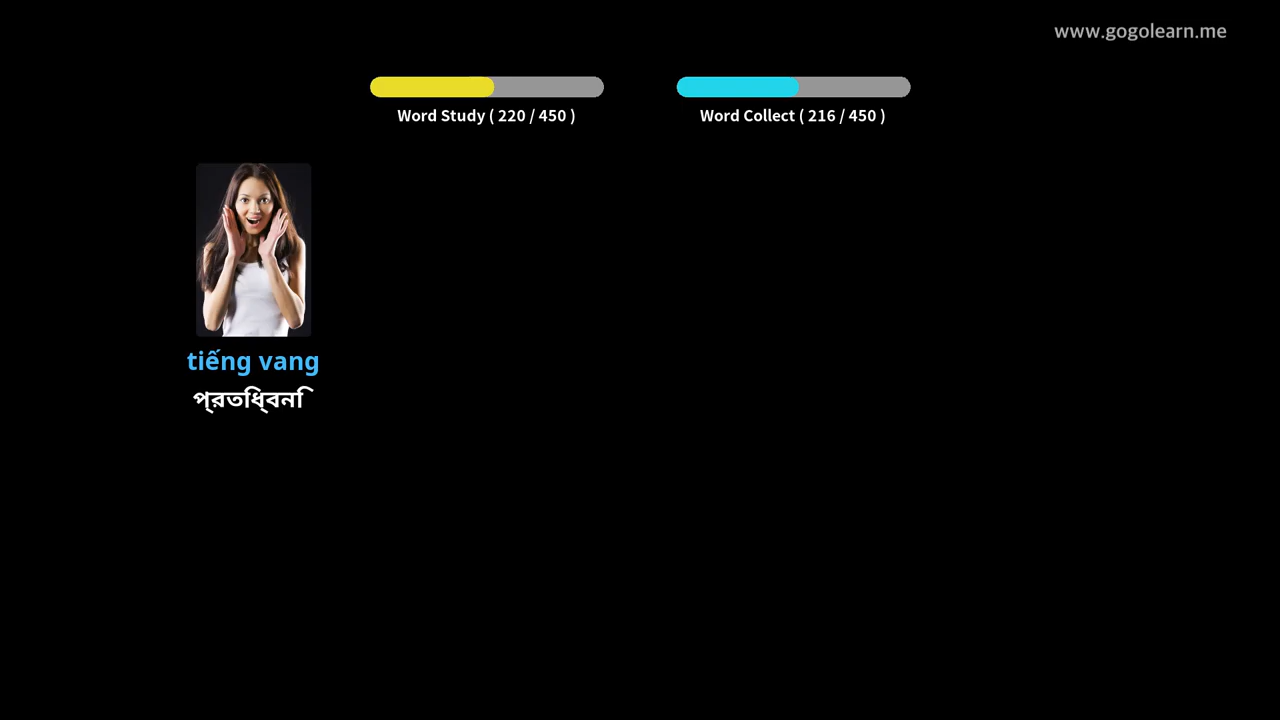 www.gogolearn.me
Word Study ( 220 / 450 )
Word Collect ( 216 / 450 )
tiếng vang
প্রতিধ্বনি